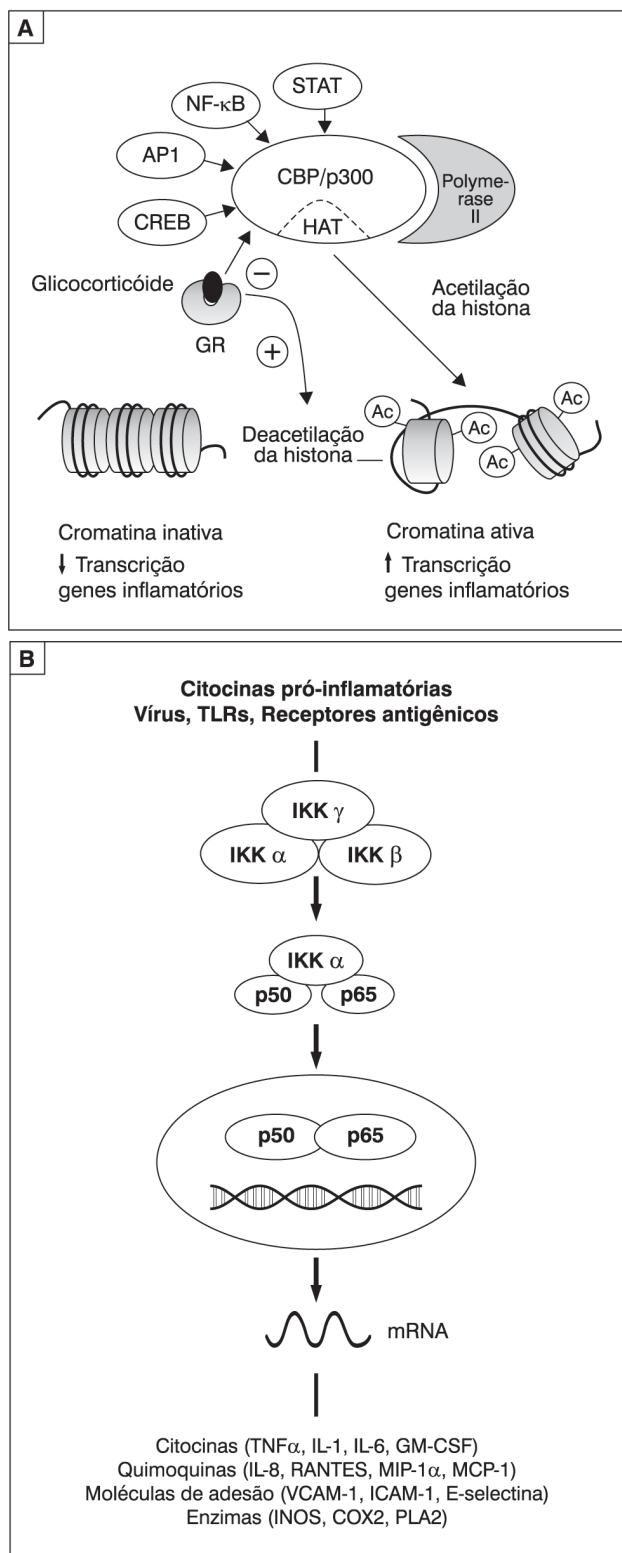 A
STAT
NF-κB
AP1
CBP/p300
Polyme-
rase
II
CREB
HAT
Glicocorticóide
−
Acetilação
da histona
GR
+
Ac
Ac
Ac
Ac
Deacetilação
da histona
Cromatina inativa
Cromatina ativa
↓ Transcrição
genes inflamatórios
↑ Transcrição
genes inflamatórios
B
Citocinas pró-inflamatórias
Vírus, TLRs, Receptores antigênicos
IKK γ
IKK α
IKK β
IKK α
p50
p65
p50
p65
mRNA
Citocinas (TNFα, IL-1, IL-6, GM-CSF)
Quimoquinas (IL-8, RANTES, MIP-1α, MCP-1)
Moléculas de adesão (VCAM-1, ICAM-1, E-selectina)
Enzimas (INOS, COX2, PLA2)